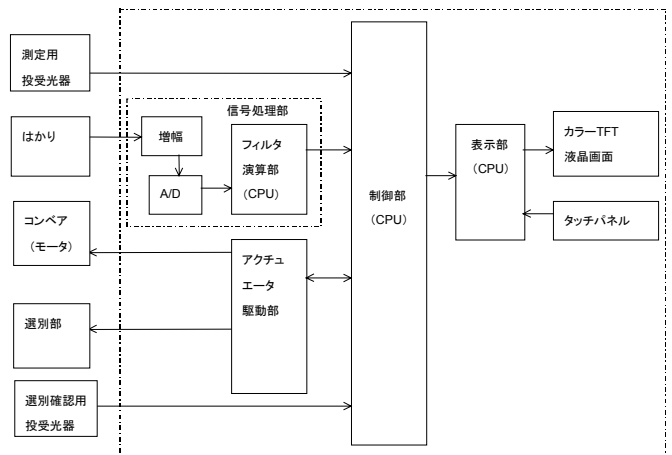 測定用
投受光器
はかり
コンベア
（モータ）
選別部
選別確認用
投受光器
信号処理部
増幅
A/D
フィルタ
演算部
（CPU）
アクチュ
エータ
駆動部
制御部
（CPU）
表示部
（CPU）
カラーTFT
液晶画面
タッチパネル